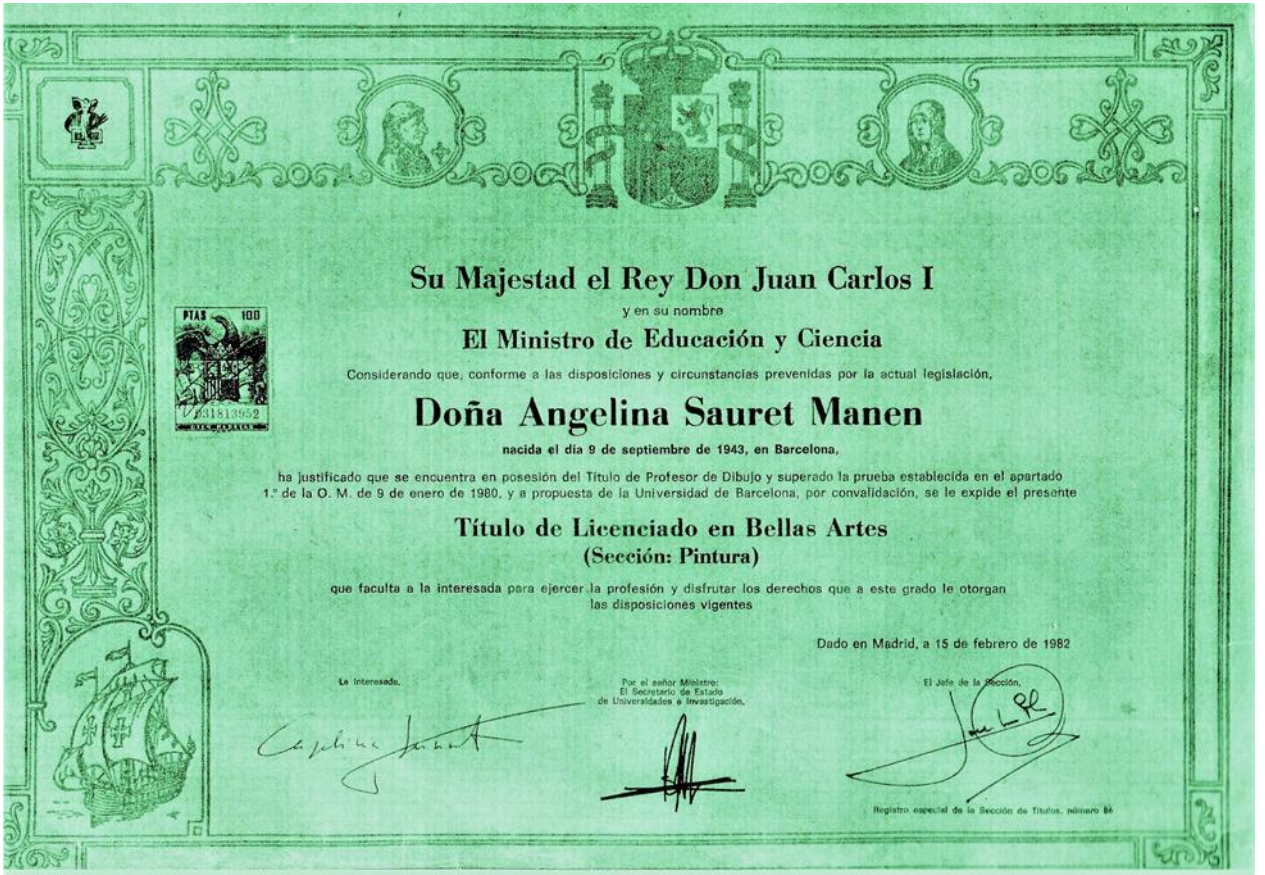 Su Majestad el Rey Don Juan Carlos I
y en su nombre
El Ministro de Educación y Ciencia
Considerando que, conforme a las disposiciones y circunstancias prevenidas por la actual legislación,
PTAS 100
031813952
CIEN PESETAS
Doña Angelina Sauret Manen
nacida el día 9 de septiembre de 1943, en Barcelona,
ha justificado que se encuentra en posesión del Título de Profesor de Dibujo y superado la prueba establecida en el apartado
1.º de la O. M. de 9 de enero de 1980, y a propuesta de la Universidad de Barcelona, por convalidación, se le expide el presente
Título de Licenciado en Bellas Artes
(Sección: Pintura)
que faculta a la interesada para ejercer la profesión y disfrutar los derechos que a este grado le otorgan
las disposiciones vigentes
Dado en Madrid, a 15 de febrero de 1982
La Interesada,
Por el señor Ministro:
El Secretario de Estado
de Universidades e Investigación,
El Jefe de la Sección,
Angelina Sauret
Registro especial de la Sección de Títulos, número 86